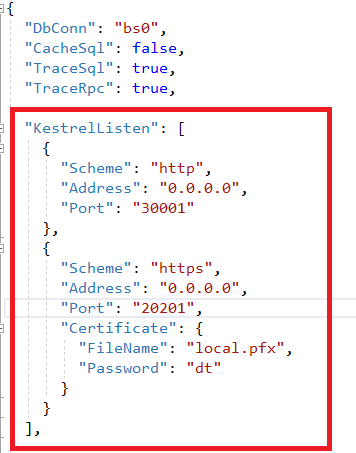 {
"DbConn": "bs0",
"CacheSql": false,
"TraceSql": true,
"TraceRpc": true,
"KestrelListen": [
{
"Scheme": "http",
"Address": "0.0.0.0",
"Port": "30001"
},
{
"Scheme": "https",
"Address": "0.0.0.0",
"Port": "20201",
"Certificate": {
"FileName": "local.pfx",
"Password": "dt"
}
}
],